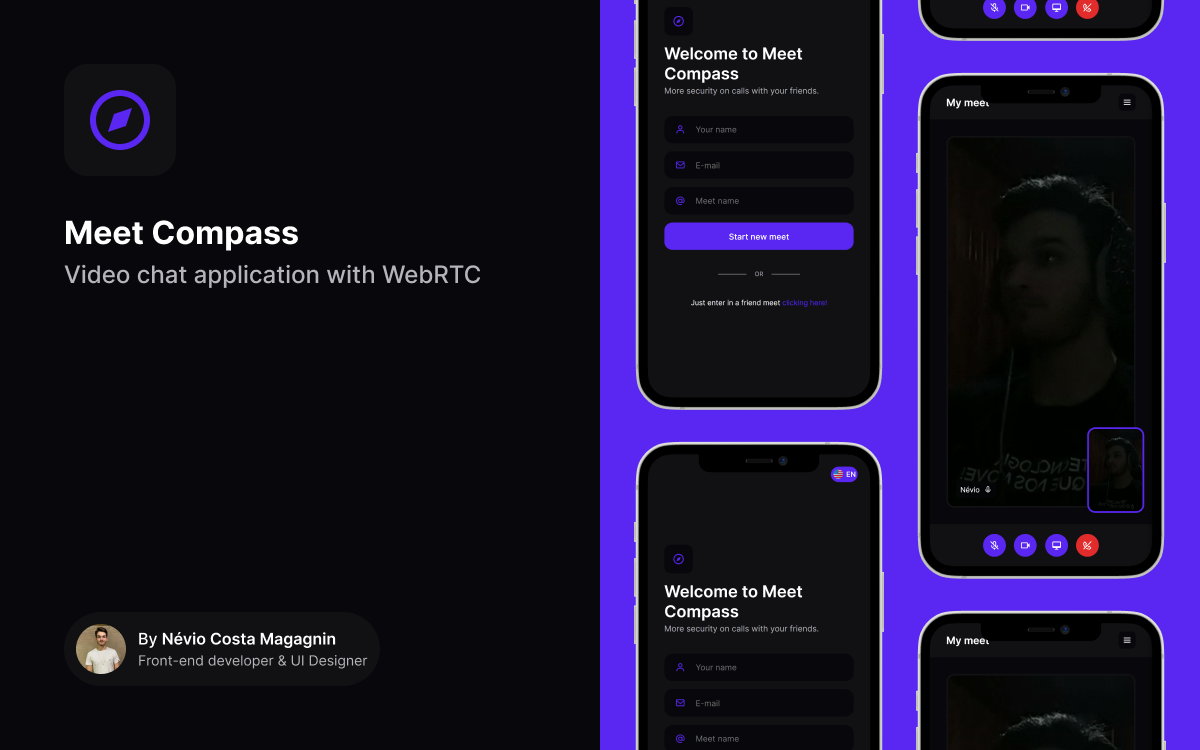 Meet Compass
Video chat application with WebRTC
By Névio Costa Magagnin
Front-end developer & UI Designer
Welcome to Meet
Compass
More security on calls with your friends.
Your name
E-mail
Meet name
Start new meet
OR
Just enter in a friend meet clicking here!
EN
Welcome to Meet
Compass
More security on calls with your friends.
Your name
E-mail
Meet name
My meet
Névio
My meet